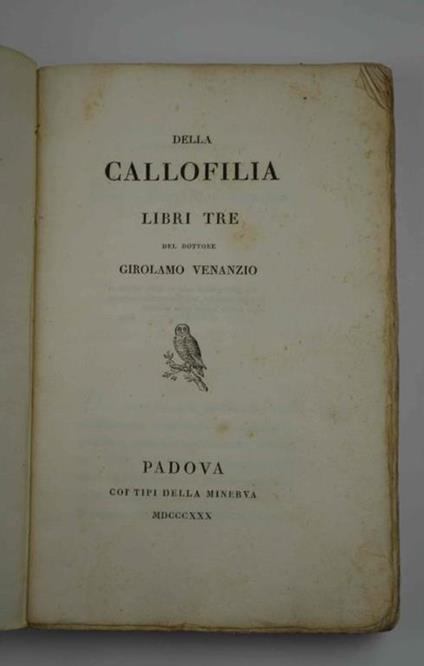 DELLA
CALLOFILIA
LIBRI TRE
DEL DOTTORE
GIROLAMO VENANZIO
PADOVA
COI' TIPI DELLA MINERVA
MDCCCXXX